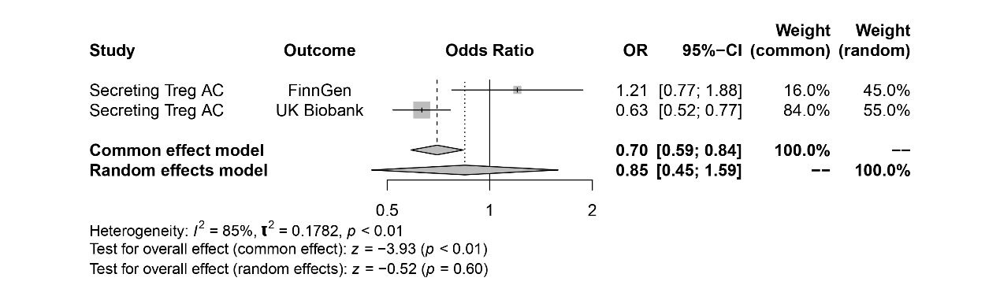 Weight Weight
Study Outcome Odds Ratio OR 95%−CI (common) (random)
Secreting Treg AC FinnGen 1.21 [0.77; 1.88] 16.0% 45.0%
Secreting Treg AC UK Biobank 0.63 [0.52; 0.77] 84.0% 55.0%
Common effect model 0.70 [0.59; 0.84] 100.0% −−
Random effects model 0.85 [0.45; 1.59] −− 100.0%
0.5 1 2
Heterogeneity: I² = 85%, τ² = 0.1782, p < 0.01
Test for overall effect (common effect): z = −3.93 (p < 0.01)
Test for overall effect (random effects): z = −0.52 (p = 0.60)